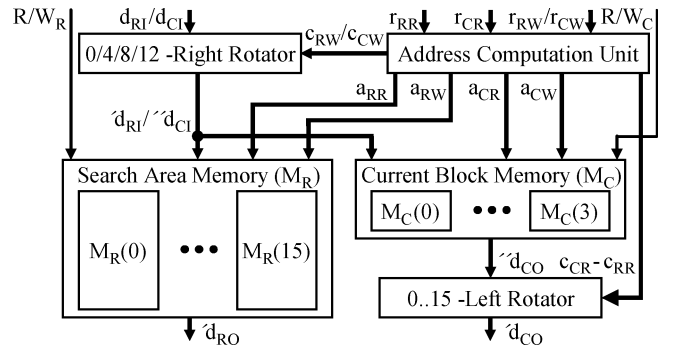 R/W_R d_RI/d_CI c_RW/c_CW r_RR r_CR r_RW/r_CW R/W_C
0/4/8/12 -Right Rotator Address Computation Unit
a_RR a_RW a_CR a_CW
´d_RI/´´d_CI
Search Area Memory (M_R) Current Block Memory (M_C)
M_R(0) ••• M_R(15) M_C(0) ••• M_C(3)
´´d_CO c_CR-c_RR
0..15 -Left Rotator
´d_RO ´d_CO